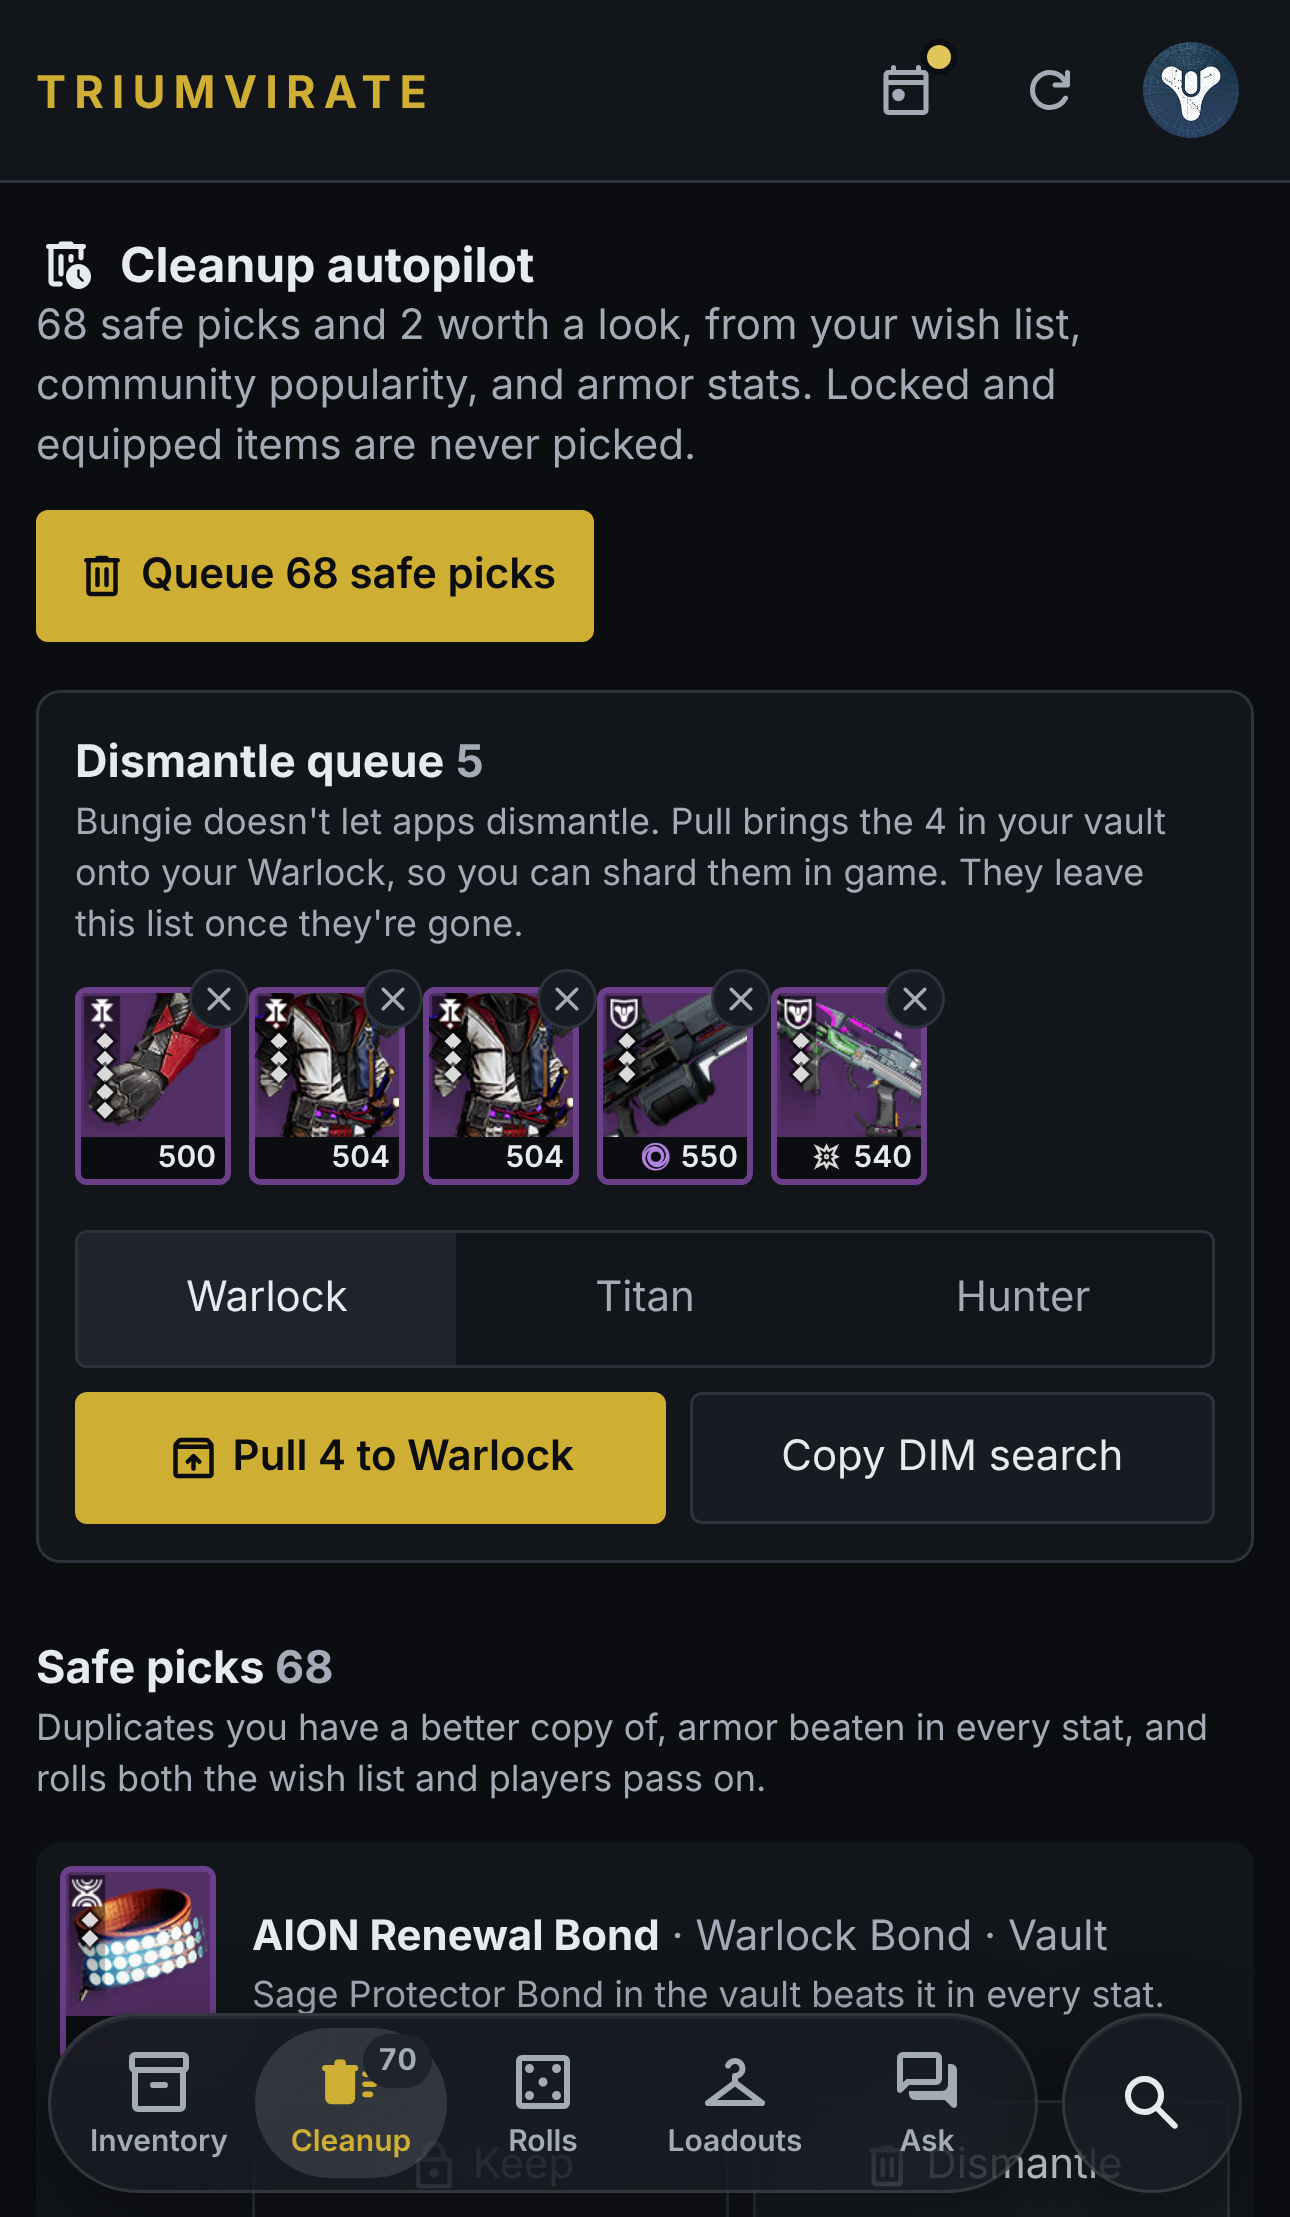 TRIUMVIRATE
Cleanup autopilot
68 safe picks and 2 worth a look, from your wish list,
community popularity, and armor stats. Locked and
equipped items are never picked.
Queue 68 safe picks
Dismantle queue 5
Bungie doesn't let apps dismantle. Pull brings the 4 in your vault
onto your Warlock, so you can shard them in game. They leave
this list once they're gone.
500 504 504 550 540
Warlock Titan Hunter
Pull 4 to Warlock Copy DIM search
Safe picks 68
Duplicates you have a better copy of, armor beaten in every stat, and
rolls both the wish list and players pass on.
AION Renewal Bond · Warlock Bond · Vault
Sage Protector Bond in the vault beats it in every stat.
70
Inventory Cleanup Rolls Loadouts Ask
Keep Dismantle